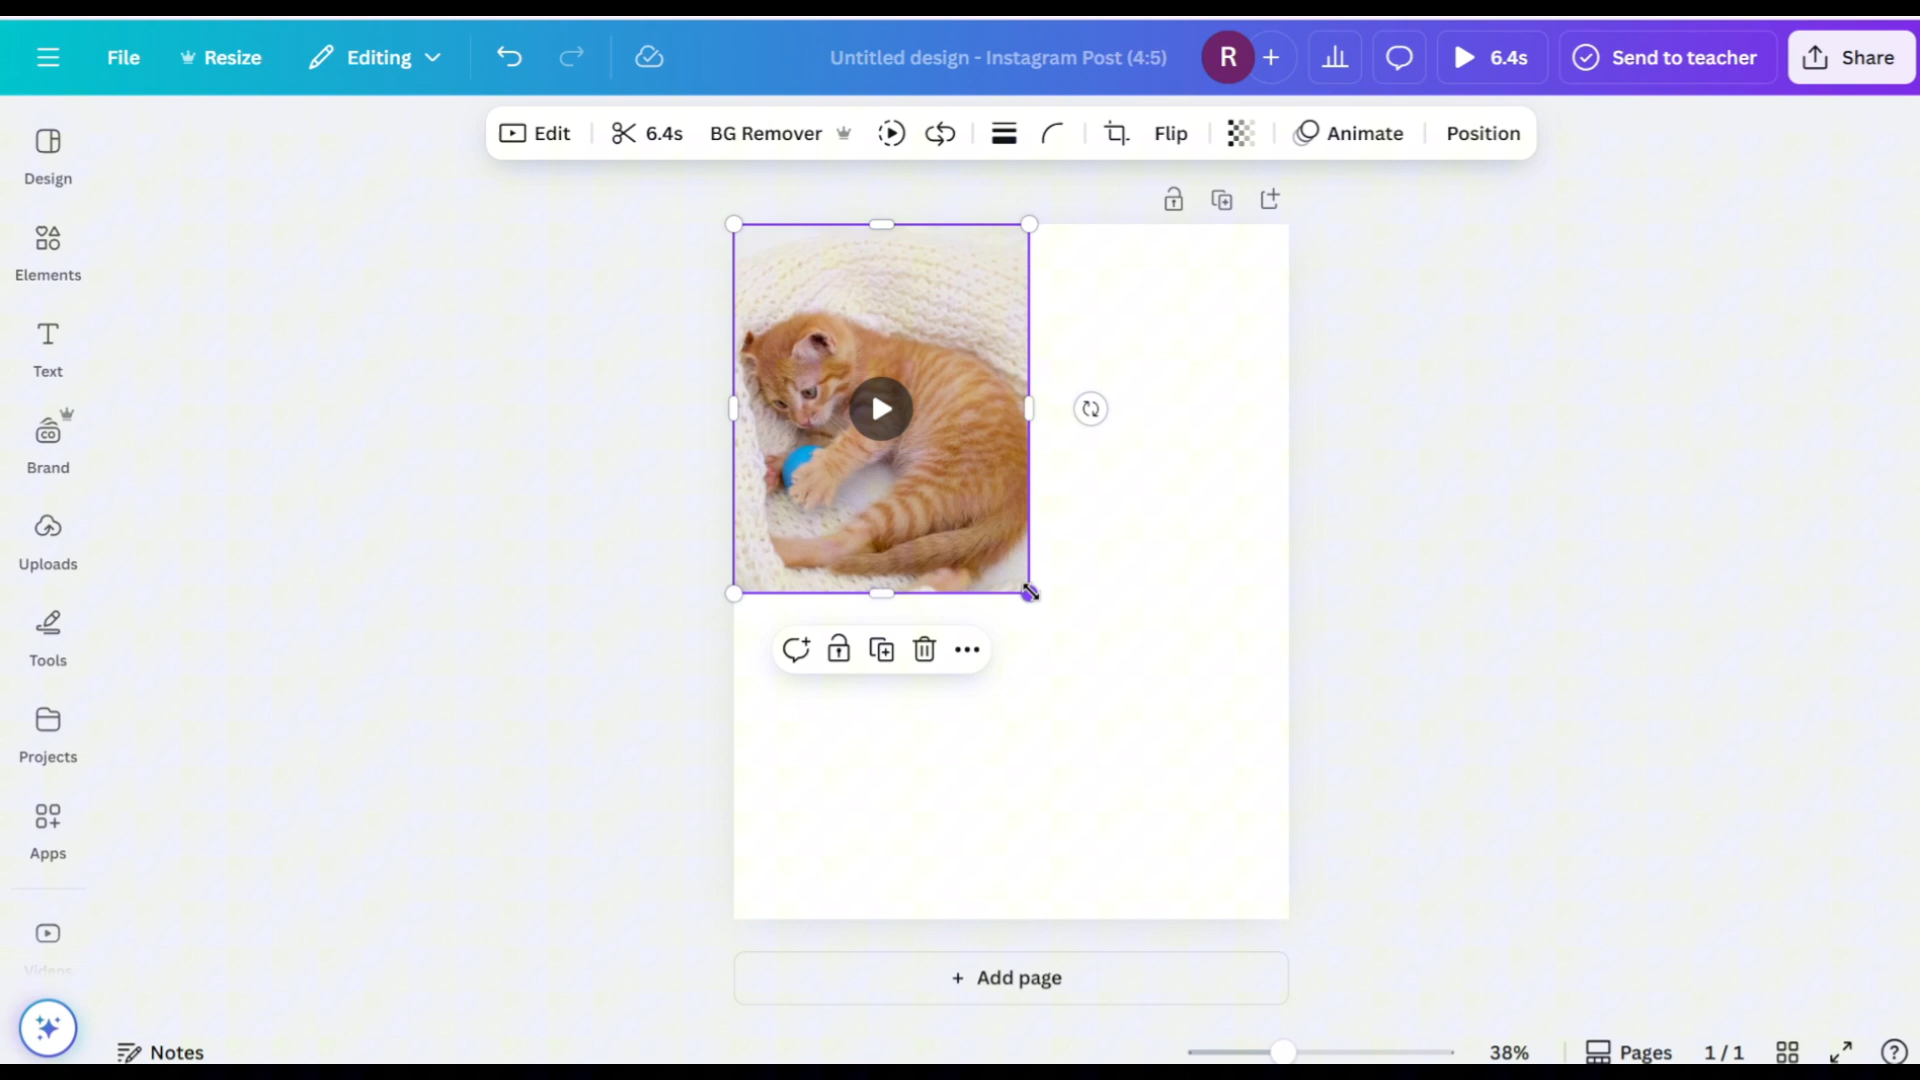 File
Resize
Editing
Untitled design - Instagram Post (4:5)
R
+
6.4s
Send to teacher
Share
Edit
6.4s
BG Remover
Flip
Animate
Position
Design
Elements
Text
CO
Brand
Uploads
Tools
Projects
Apps
Videos
+ Add page
Notes
38%
Pages
1 / 1
?